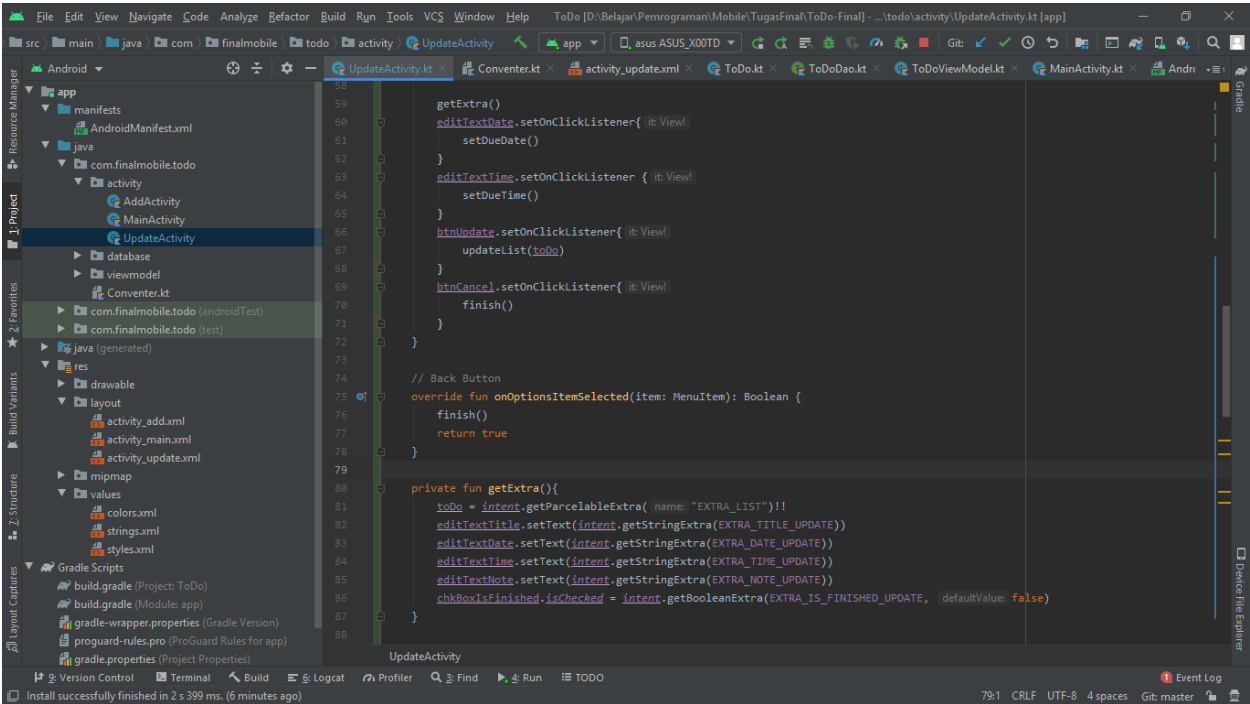 File Edit View Navigate Code Analyze Refactor Build Run Tools VCS Window Help ToDo [D:\Belajar\Pemrograman\Mobile\TugasFinal\ToDo-Final] - ...\todo\activity\UpdateActivity.kt [app]
src main java com finalmobile todo activity UpdateActivity app asus ASUS_X00TD Git:
Android UpdateActivity.kt Conventer.kt activity_update.xml ToDo.kt ToDoDao.kt ToDoViewModel.kt MainActivity.kt Andro
Resource Manager
1: Project
2: Favorites
Build Variants
7: Structure
Layout Captures
app
manifests
AndroidManifest.xml
java
com.finalmobile.todo
activity
AddActivity
MainActivity
UpdateActivity
database
viewmodel
Conventer.kt
com.finalmobile.todo (androidTest)
com.finalmobile.todo (test)
java (generated)
res
drawable
layout
activity_add.xml
activity_main.xml
activity_update.xml
mipmap
values
colors.xml
strings.xml
styles.xml
Gradle Scripts
build.gradle (Project: ToDo)
build.gradle (Module: app)
gradle-wrapper.properties (Gradle Version)
proguard-rules.pro (ProGuard Rules for app)
gradle.properties (Project Properties)
58
59 getExtra()
60 editTextDate.setOnClickListener{ it: View!
61 setDueDate()
62 }
63 editTextTime.setOnClickListener { it: View!
64 setDueTime()
65 }
66 btnUpdate.setOnClickListener{ it: View!
67 updateList(toDo)
68 }
69 btnCancel.setOnClickListener{ it: View!
70 finish()
71 }
72 }
73
74 // Back Button
75 override fun onOptionsItemSelected(item: MenuItem): Boolean {
76 finish()
77 return true
78 }
79
80 private fun getExtra(){
81 toDo = intent.getParcelableExtra( name: "EXTRA_LIST")!!
82 editTextTitle.setText(intent.getStringExtra(EXTRA_TITLE_UPDATE))
83 editTextDate.setText(intent.getStringExtra(EXTRA_DATE_UPDATE))
84 editTextTime.setText(intent.getStringExtra(EXTRA_TIME_UPDATE))
85 editTextNote.setText(intent.getStringExtra(EXTRA_NOTE_UPDATE))
86 chkBoxIsFinished.isChecked = intent.getBooleanExtra(EXTRA_IS_FINISHED_UPDATE, defaultValue: false)
87 }
88
UpdateActivity
Gradle
Device File Explorer
9: Version Control Terminal Build 6: Logcat Profiler 3: Find 4: Run TODO 1 Event Log
Install successfully finished in 2 s 399 ms. (6 minutes ago) 79:1 CRLF UTF-8 4 spaces Git: master